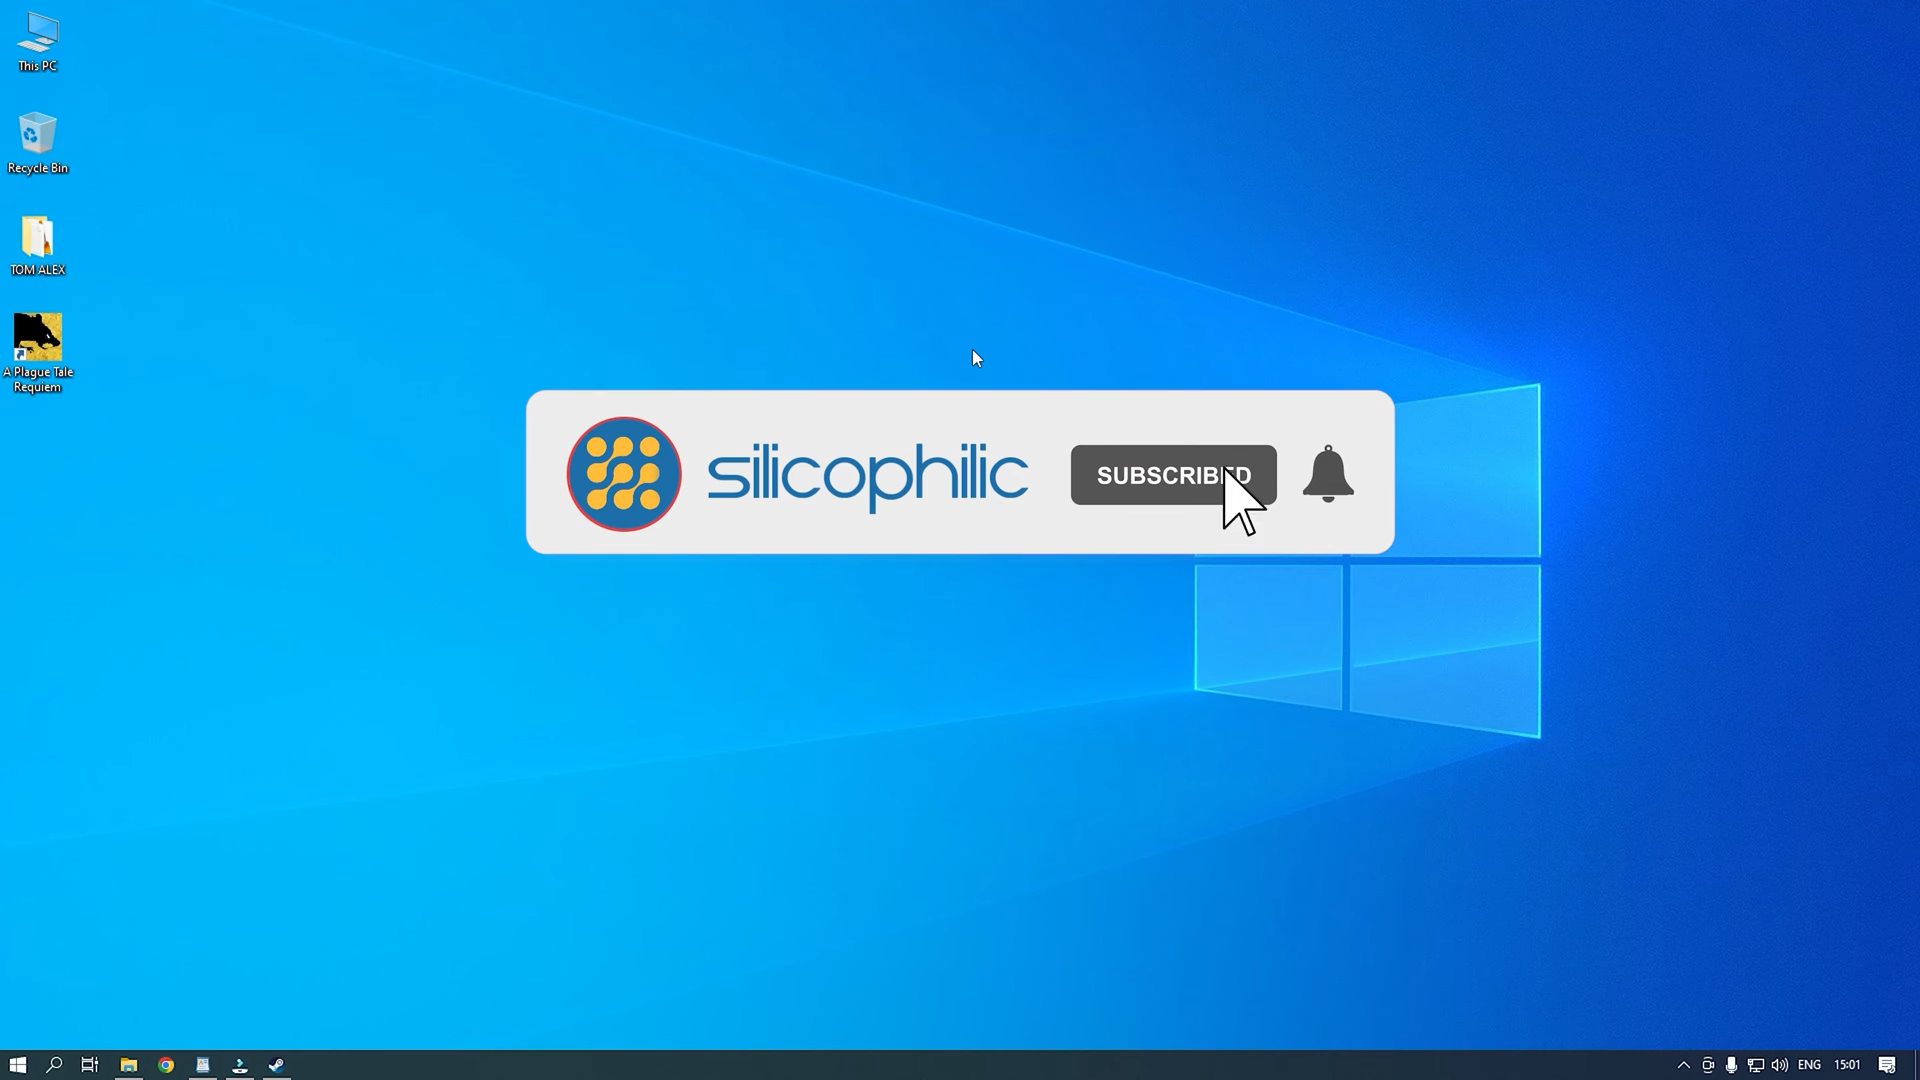 This PC
Recycle Bin
TOM ALEX
A Plague Tale
Requiem
silicophilic
SUBSCRIBED
ENG
15:01